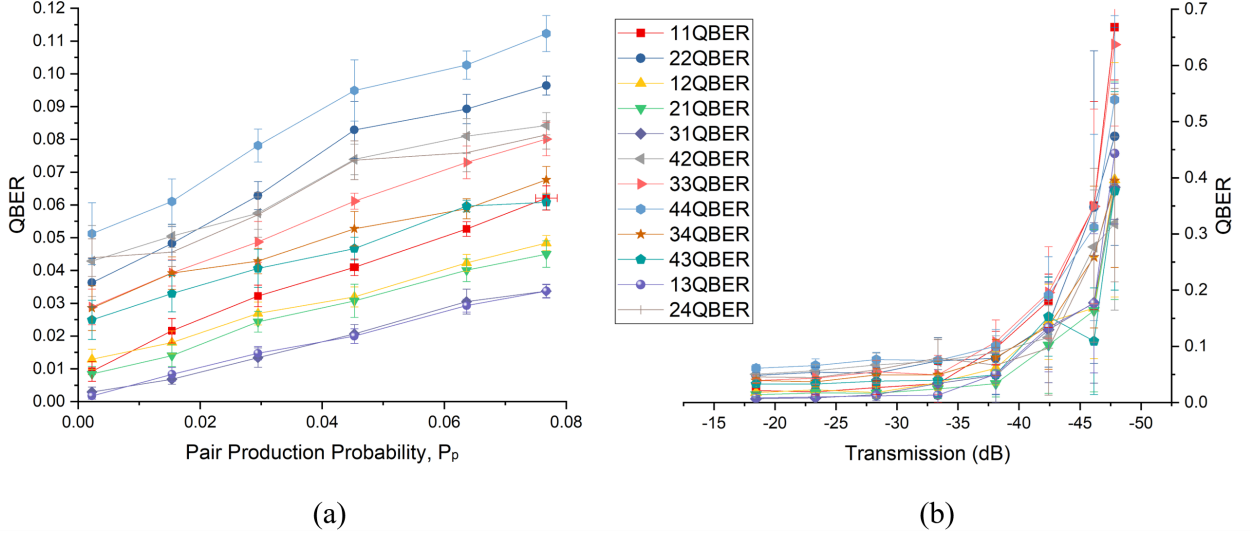 0.12
0.11
0.10
0.09
0.08
0.07
0.06
0.05
0.04
0.03
0.02
0.01
0.00
QBER
0.00 0.02 0.04 0.06 0.08
Pair Production Probability, Pp
(a)
11QBER
22QBER
12QBER
21QBER
31QBER
42QBER
33QBER
44QBER
34QBER
43QBER
13QBER
24QBER
0.7
0.6
0.5
0.4
0.3
0.2
0.1
0.0
QBER
-15 -20 -25 -30 -35 -40 -45 -50
Transmission (dB)
(b)